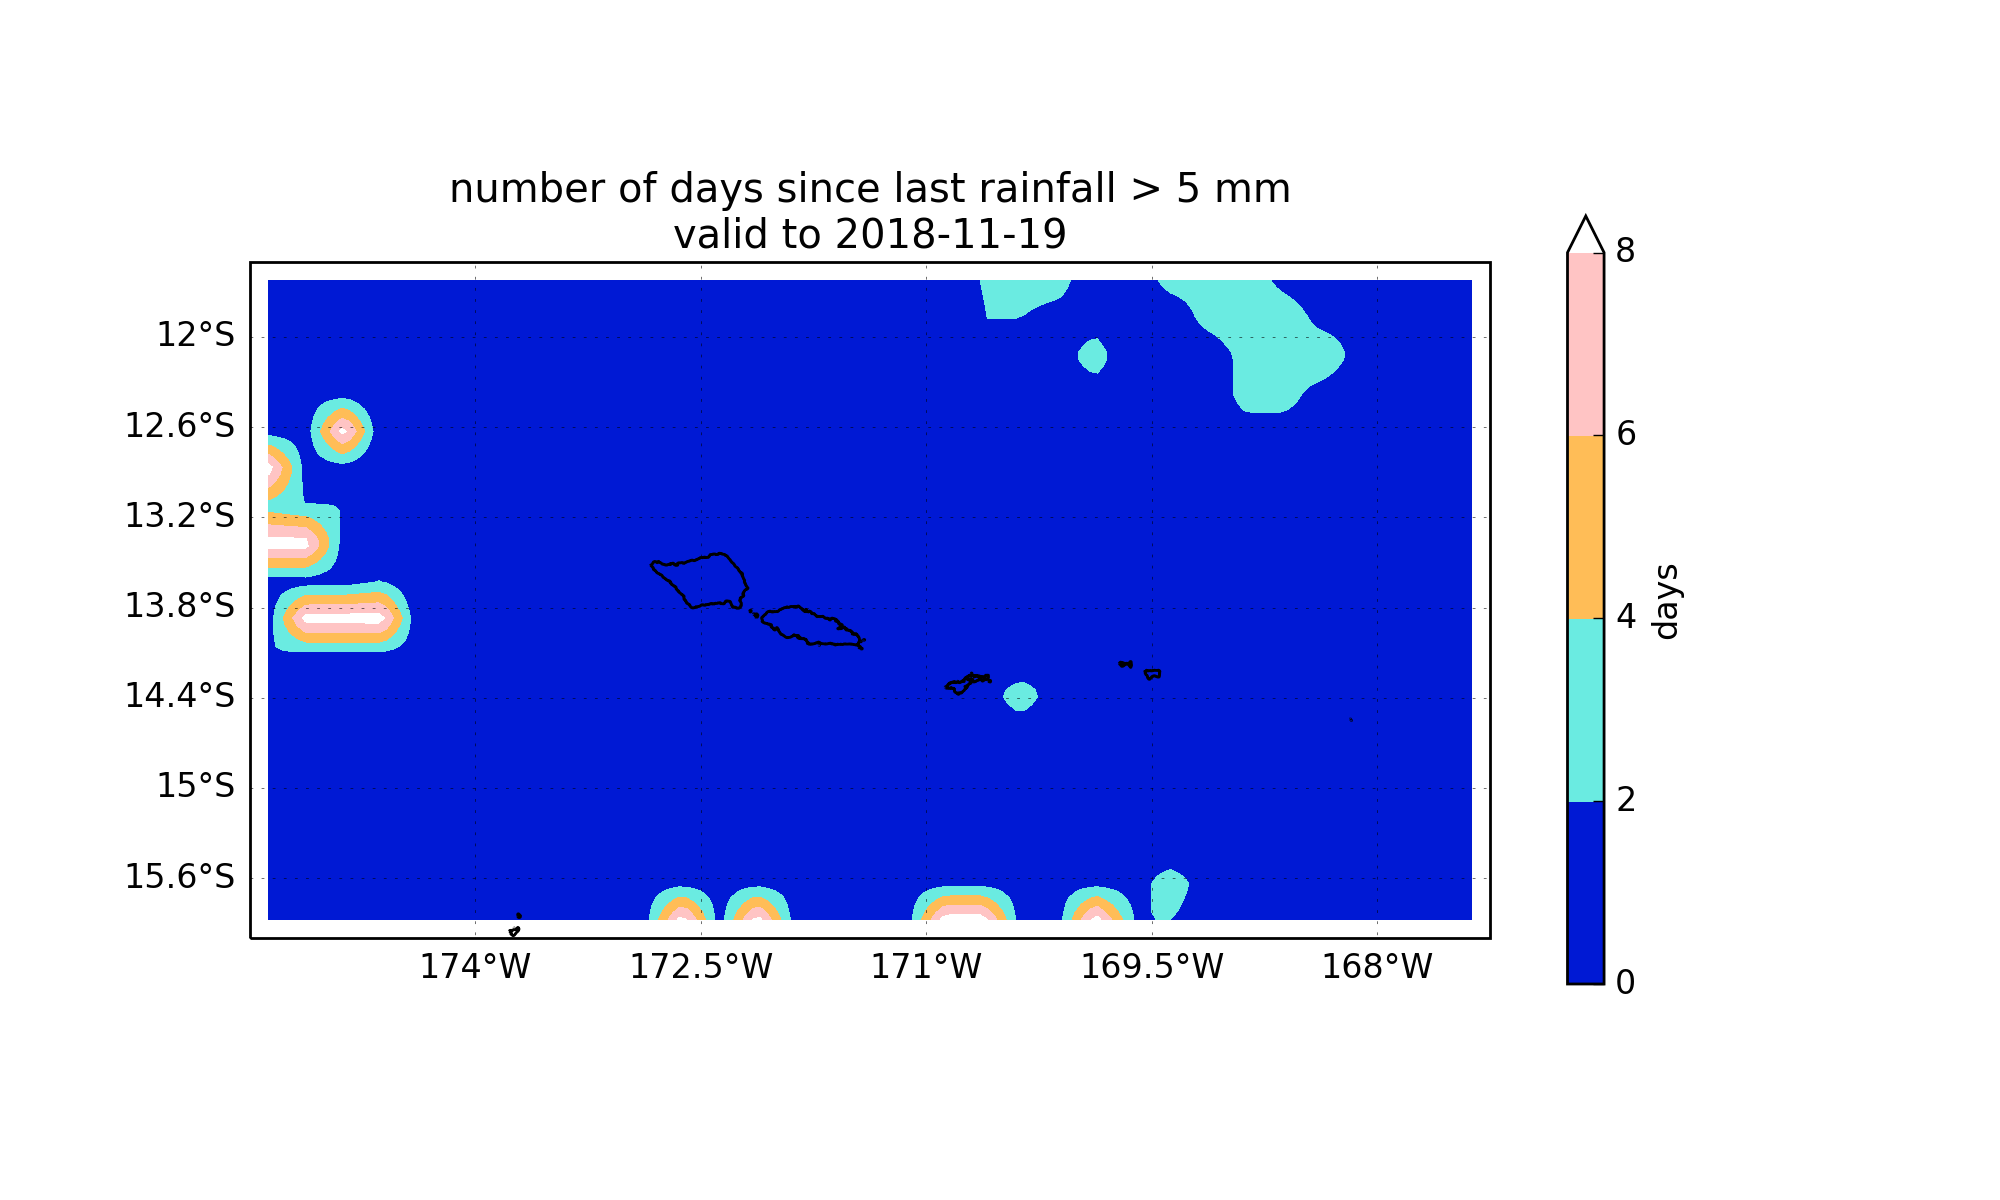 number of days since last rainfall > 5 mm
valid to 2018-11-19
12°S
12.6°S
13.2°S
13.8°S
14.4°S
15°S
15.6°S
174°W 172.5°W 171°W 169.5°W 168°W
8
6
4
2
0
days